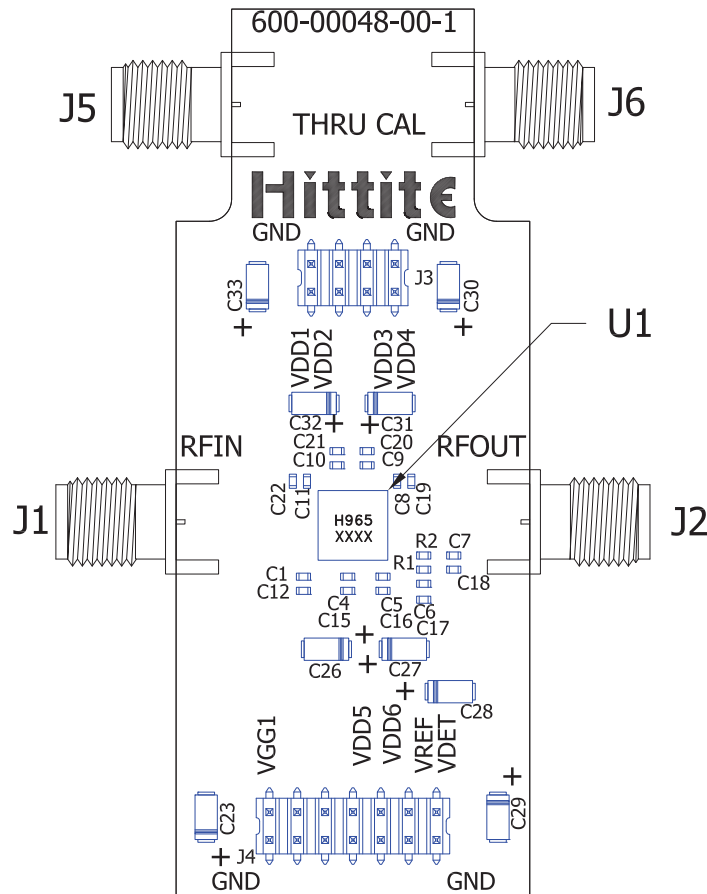 600-00048-00-1
J5
J6
THRU CAL
Hittite
GND
GND
C33
J3
C30
U1
VDD1
VDD2
VDD3
VDD4
C32
C31
C21
C20
RFIN
RFOUT
C10
C9
C22
C11
C8
C19
J1
J2
H965
XXXX
R2
C7
R1
C18
C1
C12
C4
C5
C6
C15
C16
C17
C26
C27
C28
VGG1
VDD5
VDD6
VREF
VDET
C23
C29
J4
GND
GND